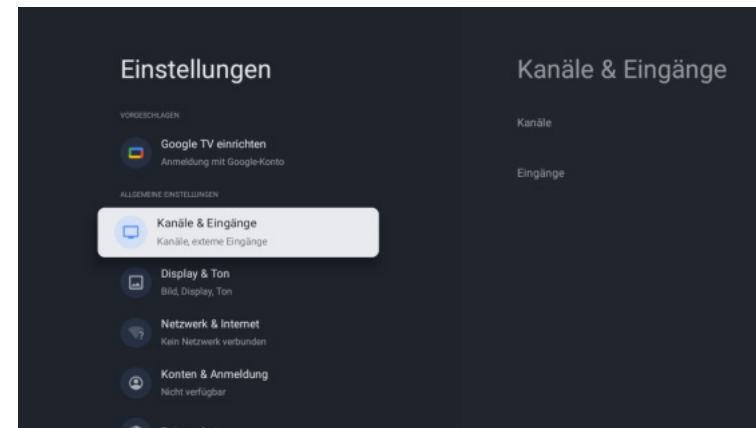 Einstellungen
VORGESCHLAGEN
Google TV einrichten
Anmeldung mit Google-Konto
ALLGEMEINE EINSTELLUNGEN
Kanäle & Eingänge
Kanäle, externe Eingänge
Display & Ton
Bild, Display, Ton
Netzwerk & Internet
Kein Netzwerk verbunden
Konten & Anmeldung
Nicht verfügbar
Kanäle & Eingänge
Kanäle
Eingänge